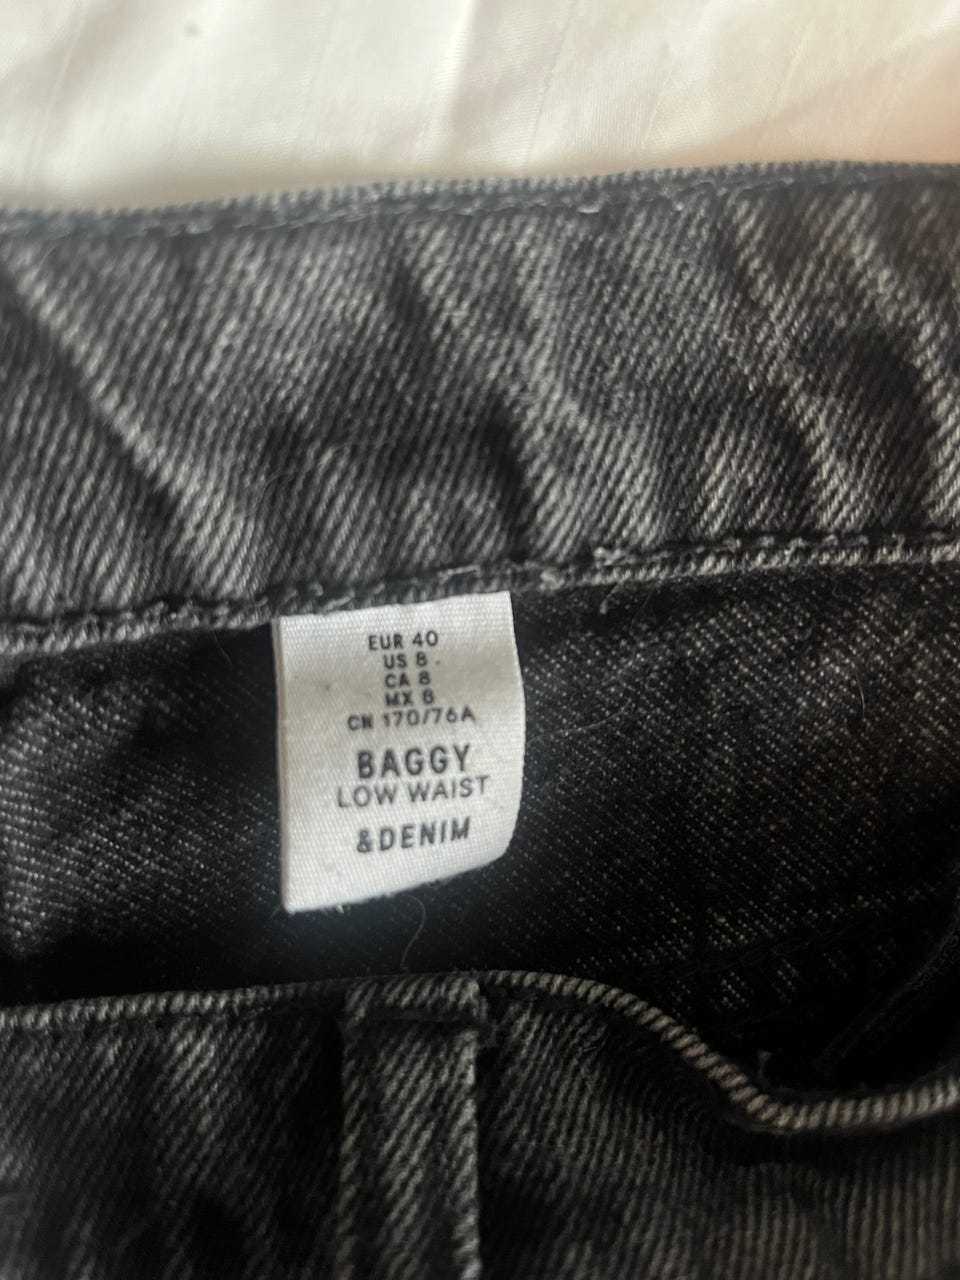 EUR 40
US 8
CA 8
MX 8
CN 170/76A
BAGGY
LOW WAIST
&DENIM